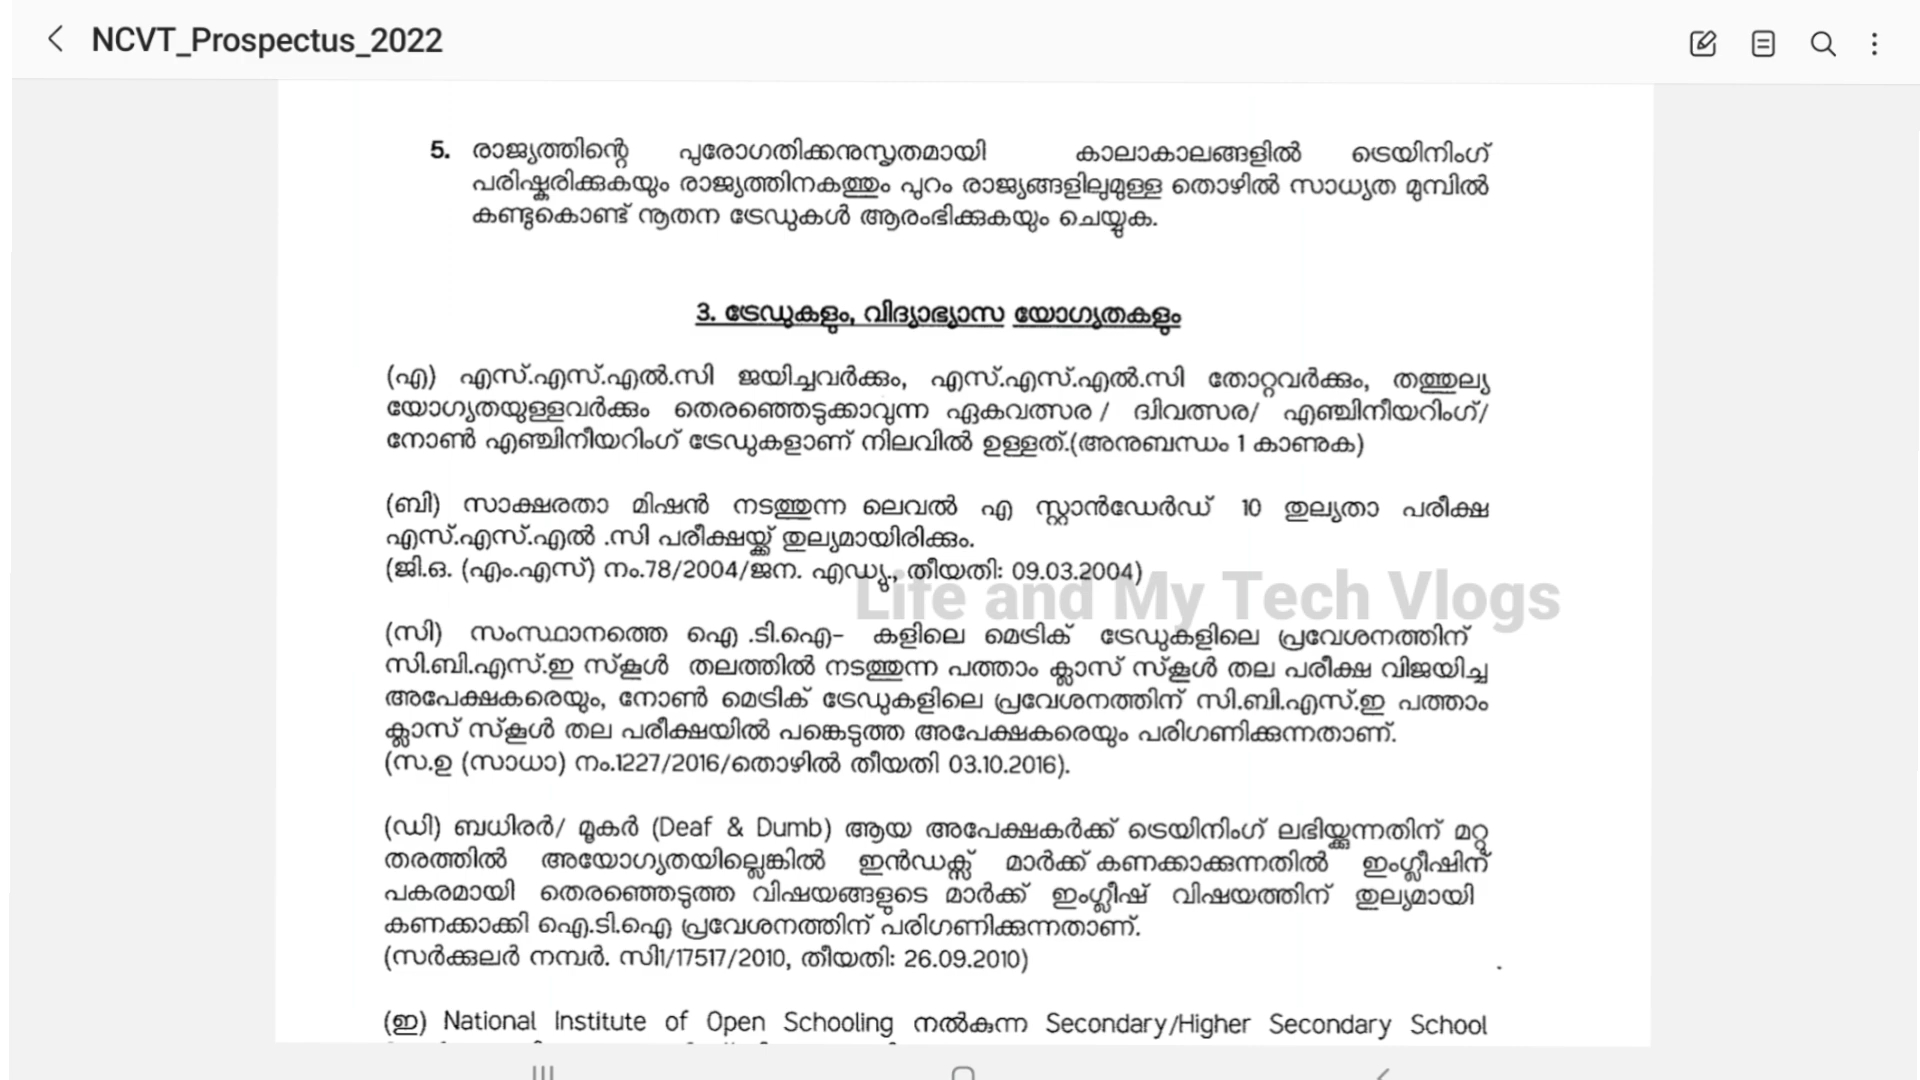 NCVT_Prospectus_2022
5. രാജ്യത്തിന്റെ പുരോഗതിക്കനുസൃതമായി കാലാകാലങ്ങളിൽ ട്രെയിനിംഗ്
പരിഷ്കരിക്കുകയും രാജ്യത്തിനകത്തും പുറം രാജ്യങ്ങളിലുമുള്ള തൊഴിൽ സാധ്യത മുമ്പിൽ
കണ്ടുകൊണ്ട് നൂതന ട്രേഡുകൾ ആരംഭിക്കുകയും ചെയ്യുക.
3. ട്രേഡുകളും, വിദ്യാഭ്യാസ യോഗ്യതകളും
(എ) എസ്.എസ്.എൽ.സി ജയിച്ചവർക്കും, എസ്.എസ്.എൽ.സി തോറ്റവർക്കും, തത്തുല്യ
യോഗ്യതയുള്ളവർക്കും തെരഞ്ഞെടുക്കാവുന്ന ഏകവത്സര / ദ്വിവത്സര/ എഞ്ചിനീയറിംഗ്/
നോൺ എഞ്ചിനീയറിംഗ് ട്രേഡുകളാണ് നിലവിൽ ഉള്ളത്.(അനുബന്ധം 1 കാണുക)
(ബി) സാക്ഷരതാ മിഷൻ നടത്തുന്ന ലെവൽ എ സ്റ്റാൻഡേർഡ് 10 തുല്യതാ പരീക്ഷ
എസ്.എസ്.എൽ .സി പരീക്ഷയ്ക്ക് തുല്യമായിരിക്കും.
(ജി.ഒ. (എം.എസ്) നം.78/2004/ജന. എഡ്യു., തീയതി: 09.03.2004)
Life and My Tech Vlogs
(സി) സംസ്ഥാനത്തെ ഐ .ടി.ഐ- കളിലെ മെട്രിക് ട്രേഡുകളിലെ പ്രവേശനത്തിന്
സി.ബി.എസ്.ഇ സ്കൂൾ തലത്തിൽ നടത്തുന്ന പത്താം ക്ലാസ് സ്കൂൾ തല പരീക്ഷ വിജയിച്ച
അപേക്ഷകരെയും, നോൺ മെട്രിക് ട്രേഡുകളിലെ പ്രവേശനത്തിന് സി.ബി.എസ്.ഇ പത്താം
ക്ലാസ് സ്കൂൾ തല പരീക്ഷയിൽ പങ്കെടുത്ത അപേക്ഷകരെയും പരിഗണിക്കുന്നതാണ്.
(സ.ഉ (സാധാ) നം.1227/2016/തൊഴിൽ തീയതി 03.10.2016).
(ഡി) ബധിരർ/ മൂകർ (Deaf & Dumb) ആയ അപേക്ഷകർക്ക് ട്രെയിനിംഗ് ലഭിയ്ക്കുന്നതിന് മറ്റു
തരത്തിൽ അയോഗ്യതയില്ലെങ്കിൽ ഇൻഡക്സ് മാർക്ക് കണക്കാക്കുന്നതിൽ ഇംഗ്ലീഷിന്
പകരമായി തെരഞ്ഞെടുത്ത വിഷയങ്ങളുടെ മാർക്ക് ഇംഗ്ലീഷ് വിഷയത്തിന് തുല്യമായി
കണക്കാക്കി ഐ.ടി.ഐ പ്രവേശനത്തിന് പരിഗണിക്കുന്നതാണ്.
(സർക്കുലർ നമ്പർ. സി1/17517/2010, തീയതി: 26.09.2010)
(ഇ) National Institute of Open Schooling നൽകുന്ന Secondary/Higher Secondary School